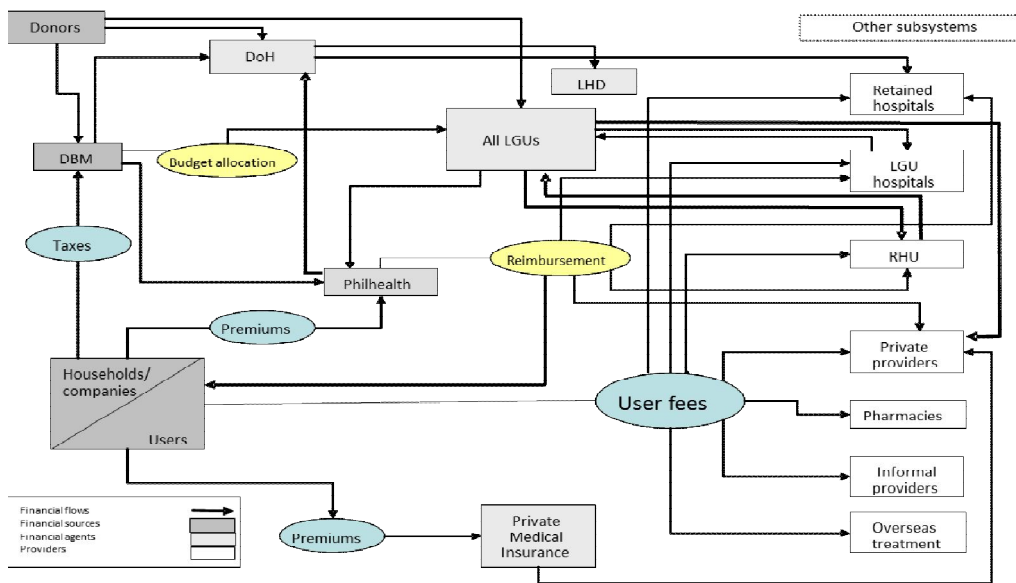 Donors
Other subsystems
DoH
LHD
Retained
hospitals
All LGUs
DBM
Budget allocation
LGU
hospitals
Taxes
Reimbursement
RHU
Philhealth
Premiums
Private
providers
Households/
companies
Users
User fees
Pharmacies
Informal
providers
Financial flows
Financial sources
Financial agents
Providers
Premiums
Private
Medical
Insurance
Overseas
treatment